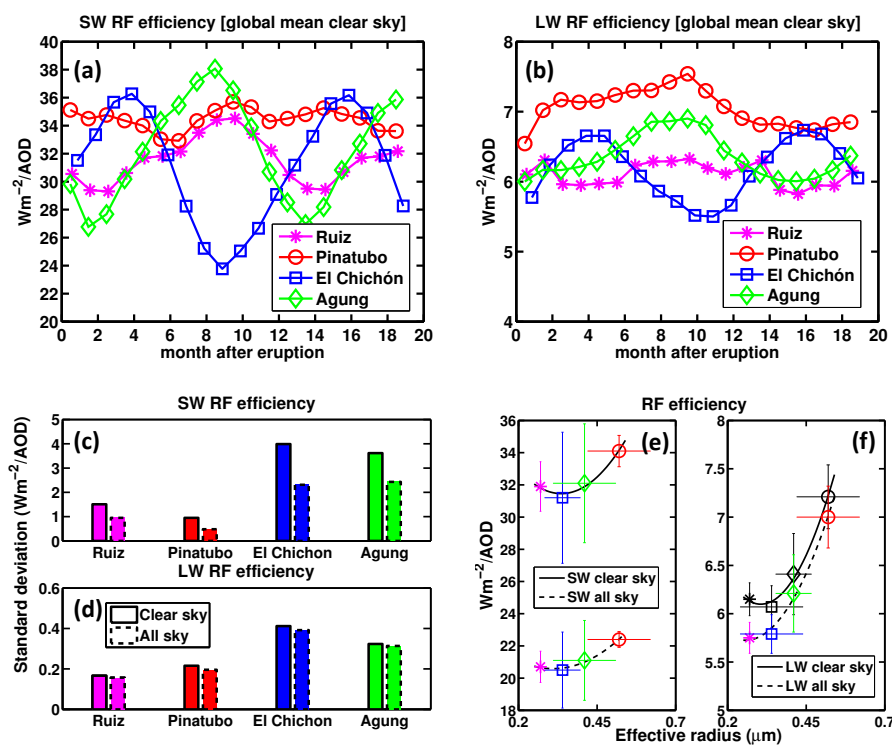 SW RF efficiency [global mean clear sky]
(a)
Wm⁻²/AOD
40
38
36
34
32
30
28
26
24
22
20
0 2 4 6 8 10 12 14 16 18 20
month after eruption
Ruiz
Pinatubo
El Chichón
Agung
LW RF efficiency [global mean clear sky]
(b)
Wm⁻²/AOD
8
7
6
5
4
0 2 4 6 8 10 12 14 16 18 20
month after eruption
Ruiz
Pinatubo
El Chichón
Agung
SW RF efficiency
(c)
Standard deviation (Wm⁻²/AOD)
5
4
3
2
1
0
Ruiz Pinatubo El Chichon Agung
LW RF efficiency
(d)
0.6
0.4
0.2
0
Clear sky
All sky
Ruiz Pinatubo El Chichon Agung
RF efficiency
(e)
Wm⁻²/AOD
36
34
32
30
28
26
24
22
20
18
SW clear sky
SW all sky
0.2 0.45 0.7
(f)
8
7.5
7
6.5
6
5.5
5
LW clear sky
LW all sky
0.2 0.45 0.7
Effective radius (μm)